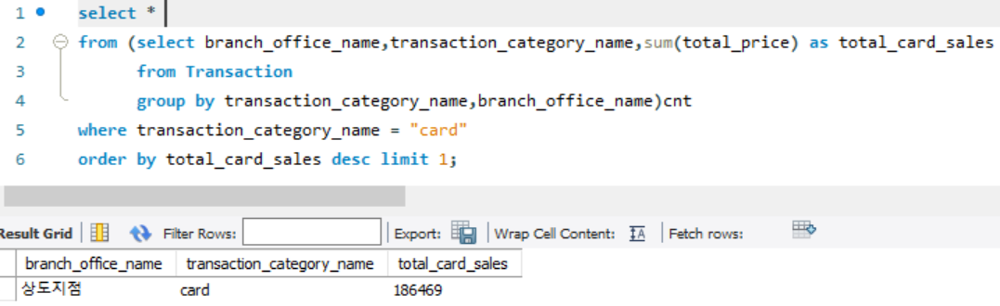 1 select *
2 from (select branch_office_name,transaction_category_name,sum(total_price) as total_card_sales
3 from Transaction
4 group by transaction_category_name,branch_office_name)cnt
5 where transaction_category_name = "card"
6 order by total_card_sales desc limit 1;
Result Grid Filter Rows: Export: Wrap Cell Content: Fetch rows:
branch_office_name transaction_category_name total_card_sales
상도지점 card 186469